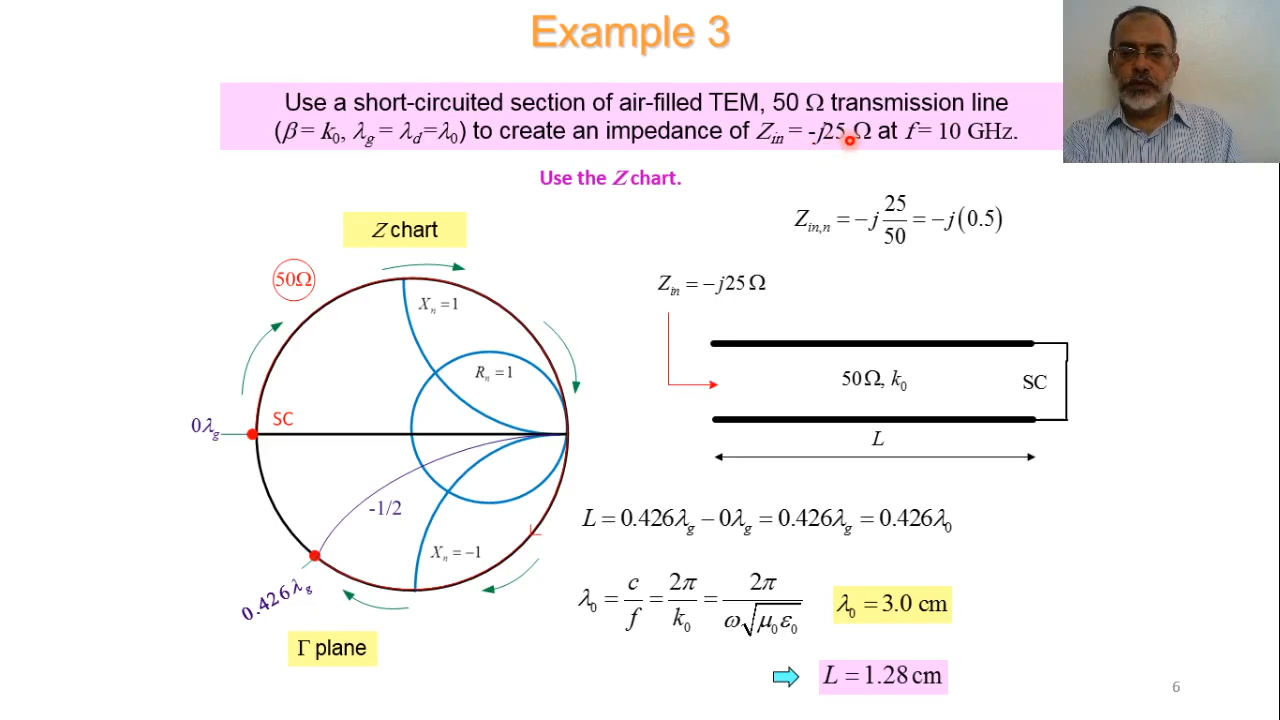 Example 3
Use a short-circuited section of air-filled TEM, 50 Ω transmission line
(β = k₀, λg = λd=λ₀) to create an impedance of Zin = -j25 Ω at f = 10 GHz.
Use the Z chart.
Z chart
50Ω
Xn = 1
Rn = 1
0λg
SC
-1/2
Xn = −1
0.426λg
Γ plane
Zin,n = −j 25/50 = −j(0.5)
Zin = −j25 Ω
50Ω, k₀
SC
L
L = 0.426λg − 0λg = 0.426λg = 0.426λ₀
λ₀ = c/f = 2π/k₀ = 2π/ω√μ₀ε₀
λ₀ = 3.0 cm
L = 1.28 cm
6